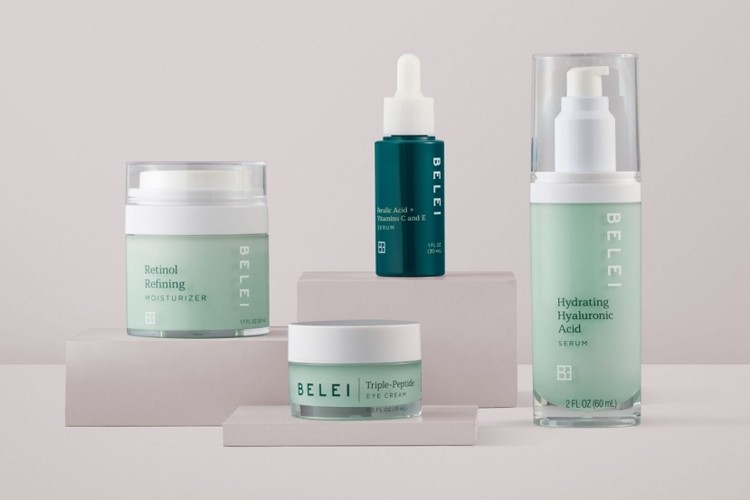 Retinol
Refining
MOISTURIZER
BELEI
BELEI
Triple-Peptide
EYE CREAM
Ferulic Acid +
Vitamins C and E
SERUM
BELEI
1 FL OZ
(30 mL)
BELEI
Hydrating
Hyaluronic
Acid
SERUM
2 FL OZ (60 mL)